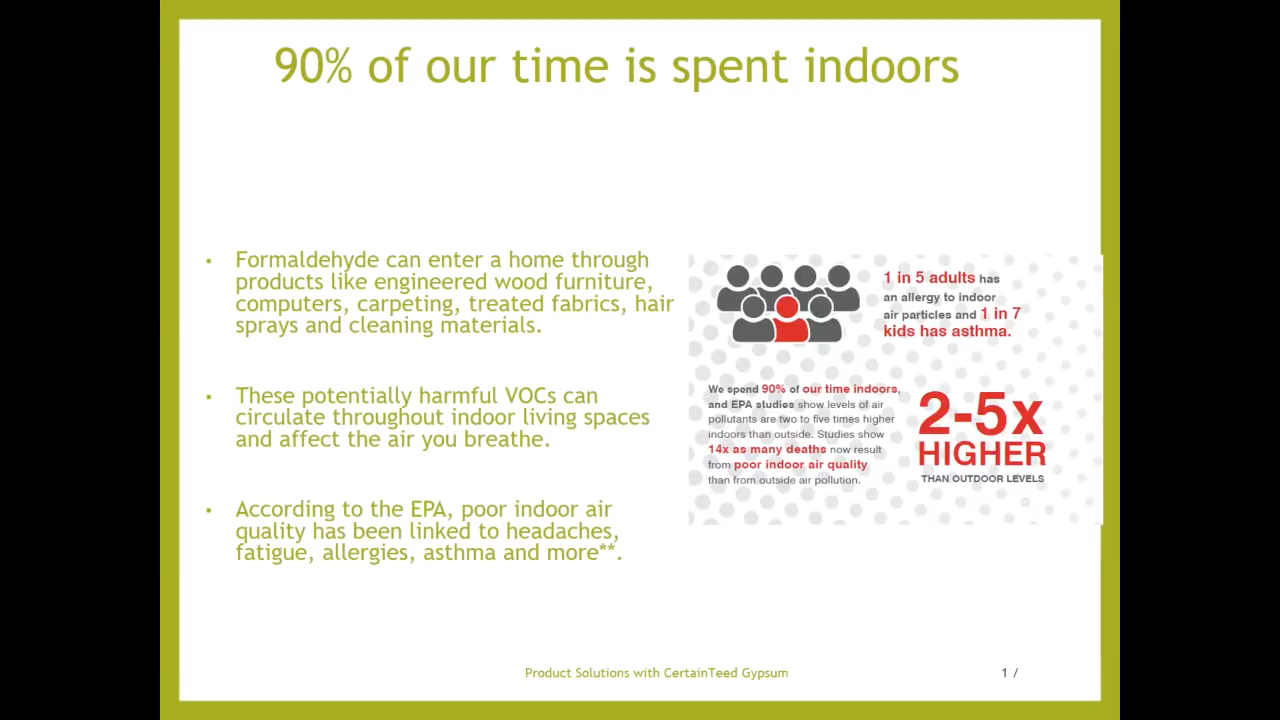 90% of our time is spent indoors
• Formaldehyde can enter a home through
products like engineered wood furniture,
computers, carpeting, treated fabrics, hair
sprays and cleaning materials.
• These potentially harmful VOCs can
circulate throughout indoor living spaces
and affect the air you breathe.
• According to the EPA, poor indoor air
quality has been linked to headaches,
fatigue, allergies, asthma and more**.
1 in 5 adults has
an allergy to indoor
air particles and 1 in 7
kids has asthma.
We spend 90% of our time indoors,
and EPA studies show levels of air
pollutants are two to five times higher
indoors than outside. Studies show
14x as many deaths now result
from poor indoor air quality
than from outside air pollution.
2-5x
HIGHER
THAN OUTDOOR LEVELS
Product Solutions with CertainTeed Gypsum
1 /